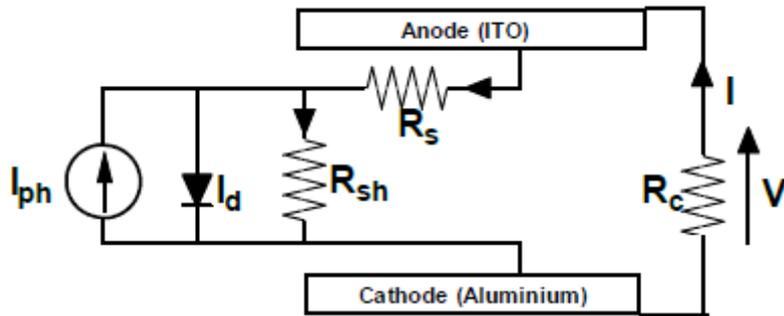 Anode (ITO)
I
Rs
Iph
Id
Rsh
Rc
V
Cathode (Aluminium)